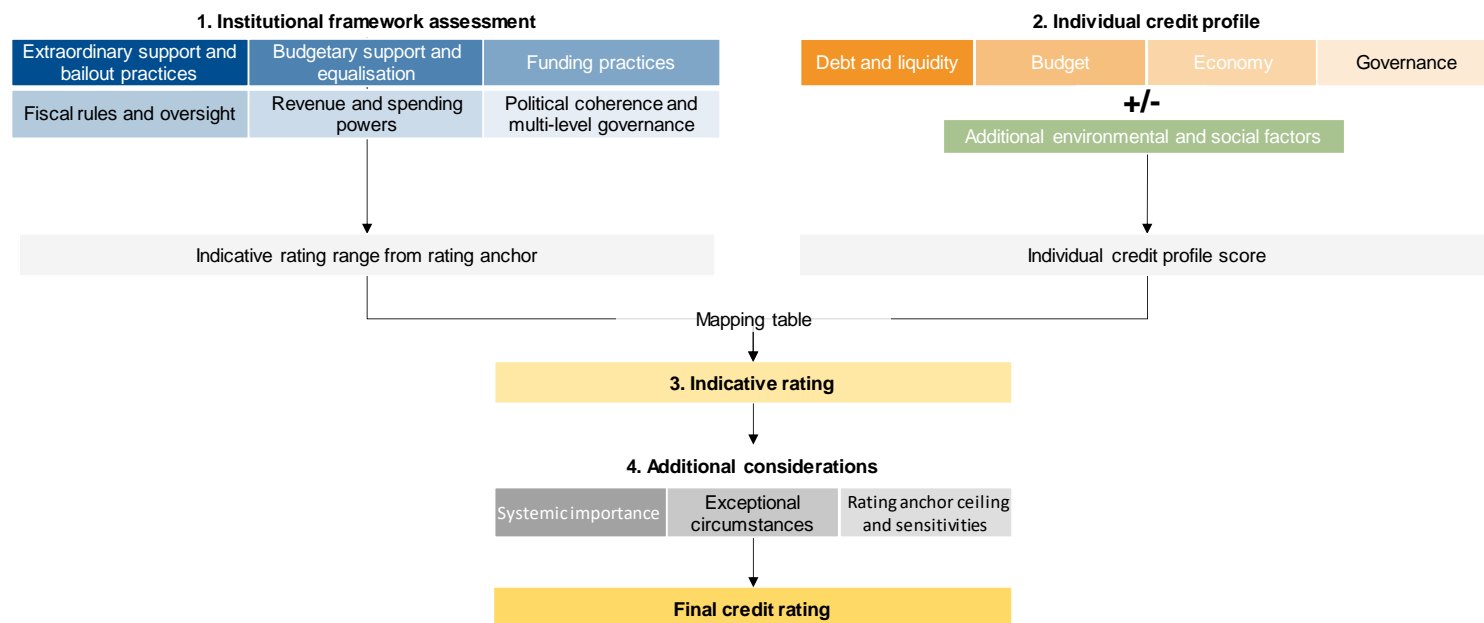 1. Institutional framework assessment
Extraordinary support and
bailout practices
Budgetary support and
equalisation
Funding practices
Fiscal rules and oversight
Revenue and spending
powers
Political coherence and
multi-level governance
Indicative rating range from rating anchor
2. Individual credit profile
Debt and liquidity
Budget
Economy
Governance
+/-
Additional environmental and social factors
Individual credit profile score
Mapping table
3. Indicative rating
4. Additional considerations
Systemic importance
Exceptional
circumstances
Rating anchor ceiling
and sensitivities
Final credit rating